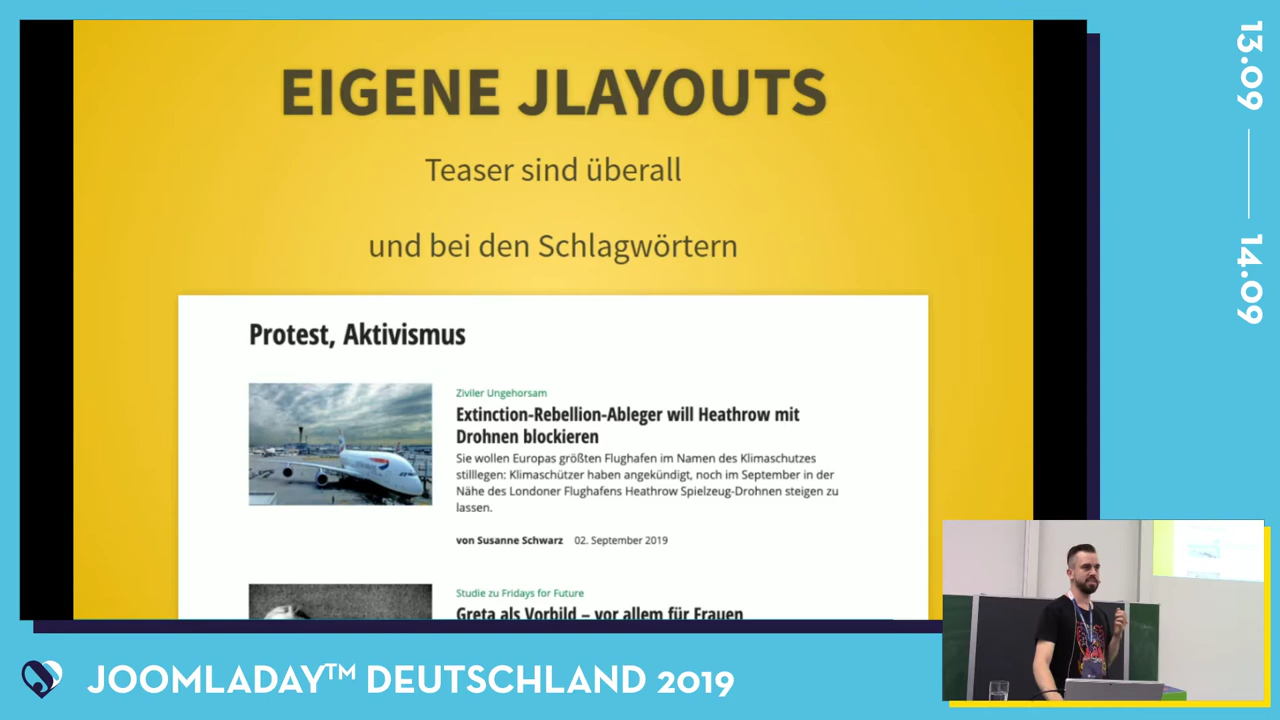 EIGENE JLAYOUTS
Teaser sind überall
und bei den Schlagwörtern
Protest, Aktivismus
Ziviler Ungehorsam
Extinction-Rebellion-Ableger will Heathrow mit
Drohnen blockieren
Sie wollen Europas größten Flughafen im Namen des Klimaschutzes
stilllegen: Klimaschützer haben angekündigt, noch im September in der
Nähe des Londoner Flughafens Heathrow Spielzeug-Drohnen steigen zu
lassen.
von Susanne Schwarz 02. September 2019
Studie zu Fridays for Future
Greta als Vorbild – vor allem für Frauen
13.09
14.09
JOOMLADAY™ DEUTSCHLAND 2019